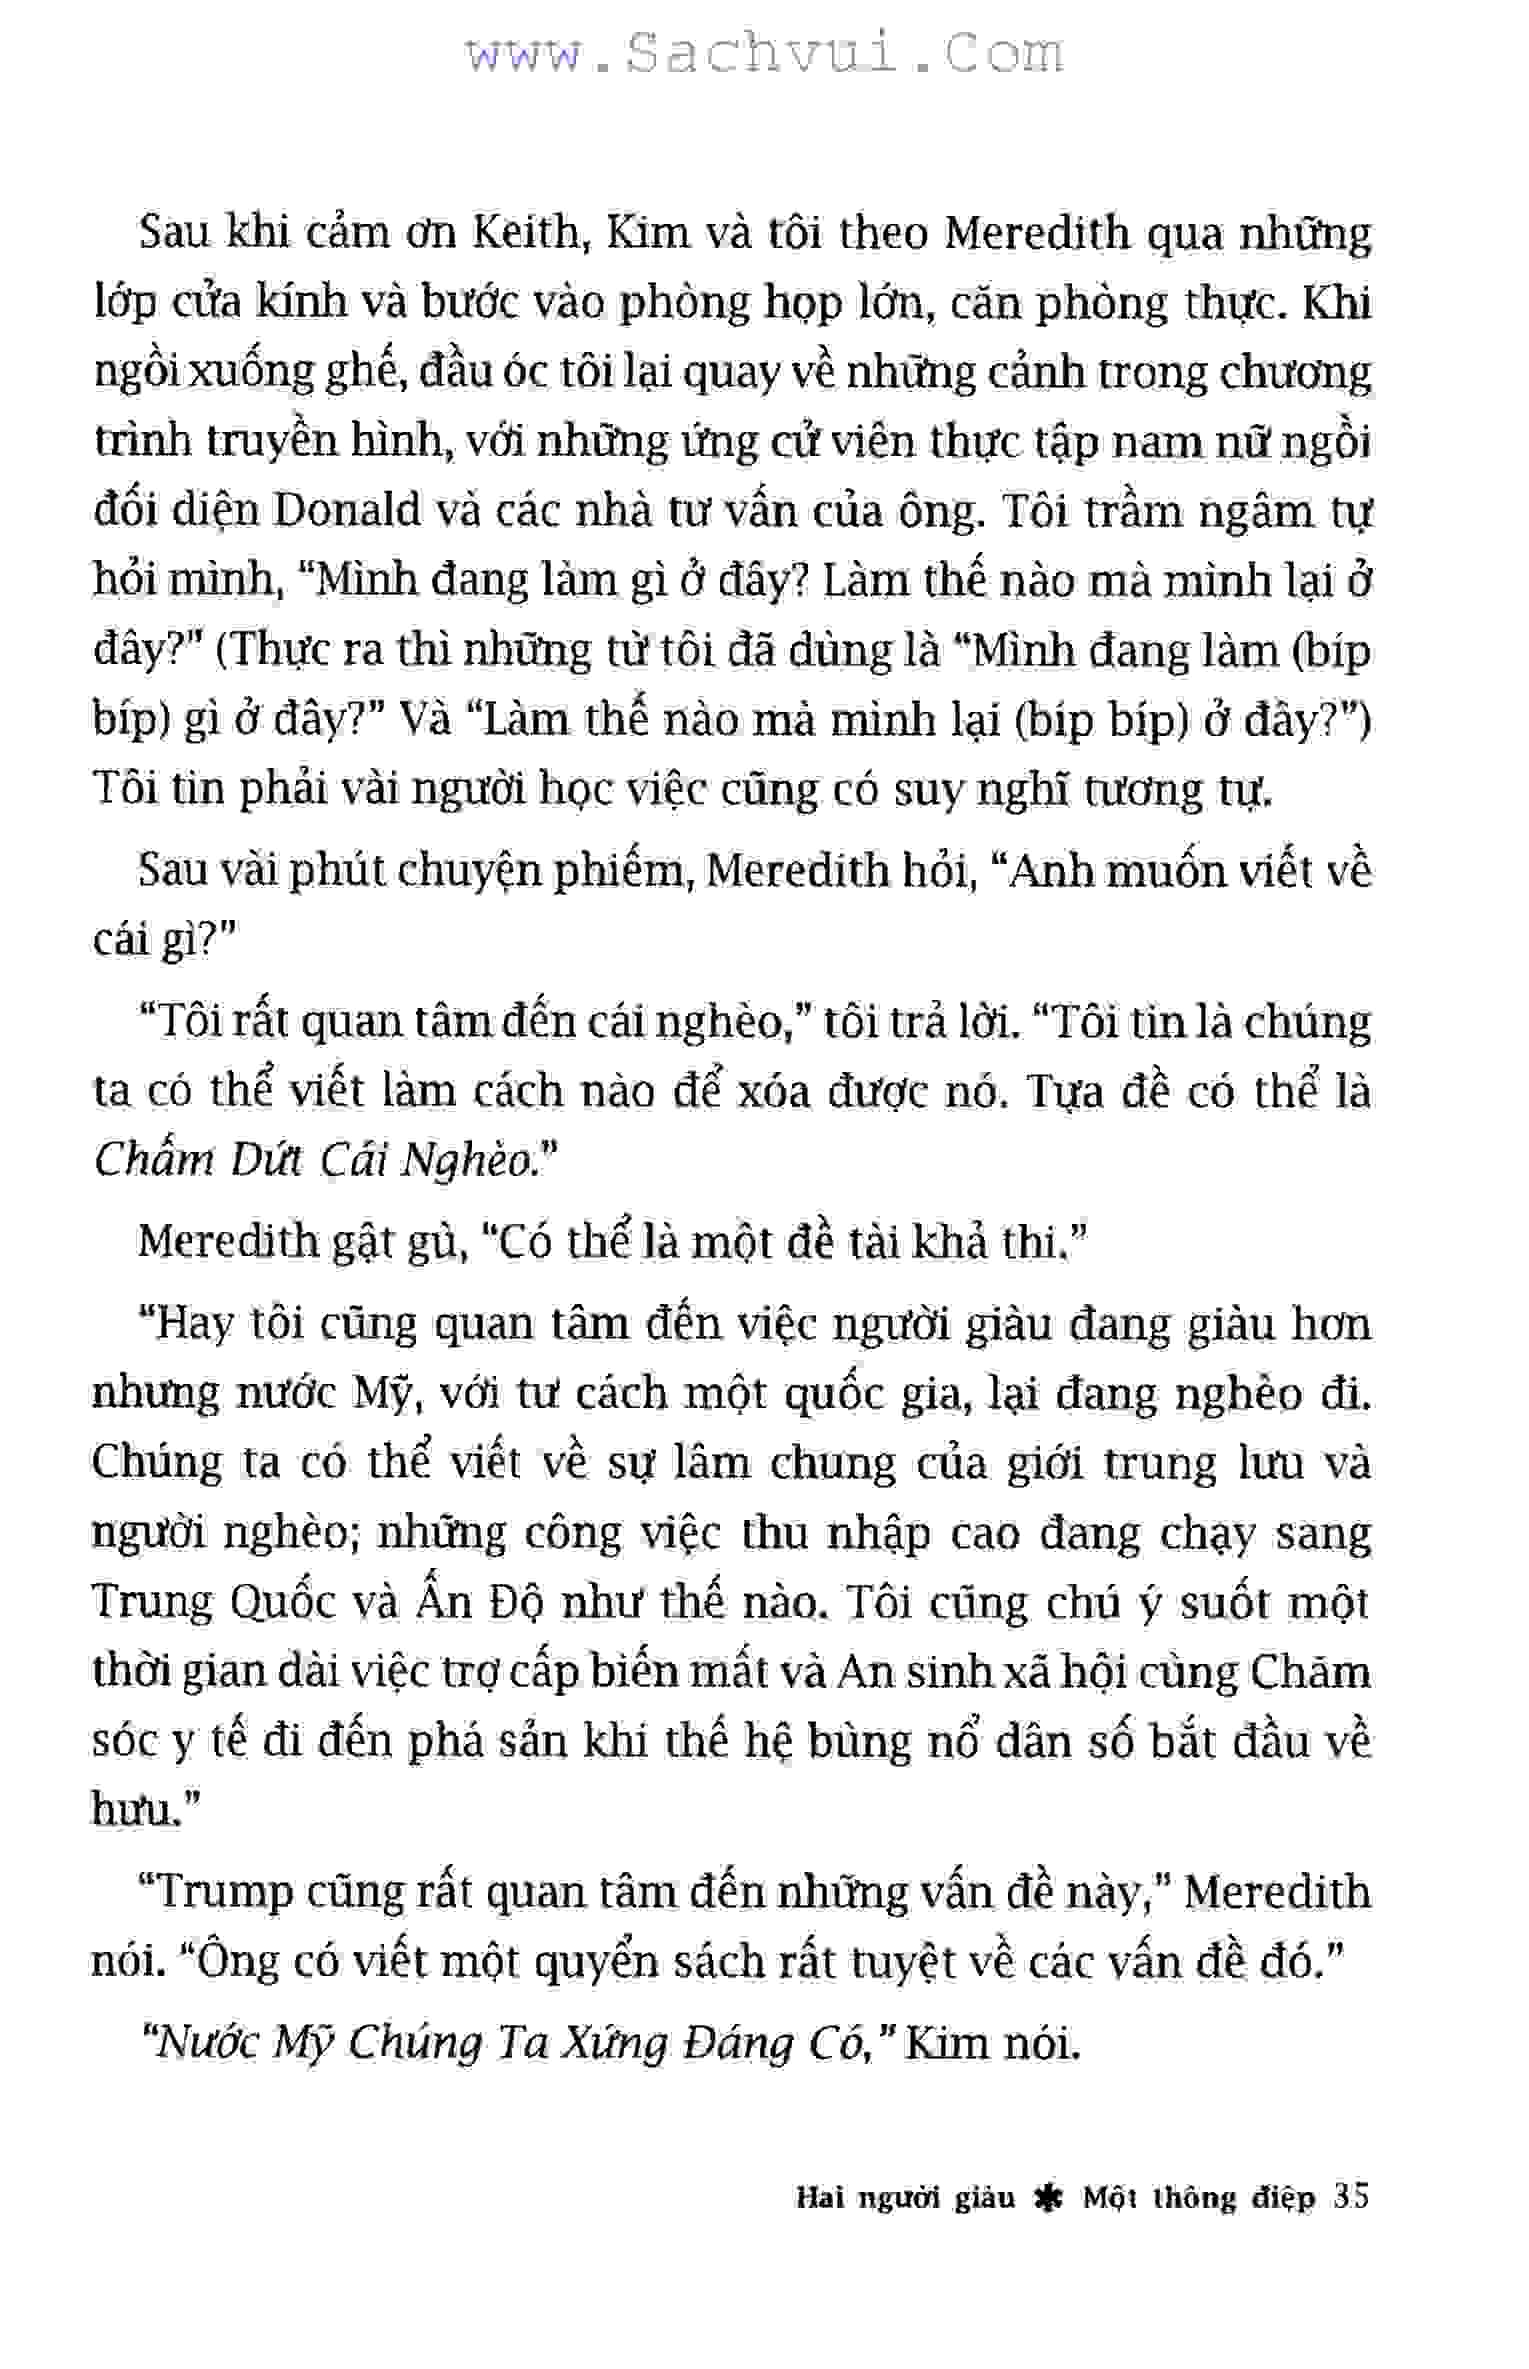 www.Sachvui.Com
Sau khi cảm ơn Keith, Kim và tôi theo Meredith qua những
lớp cửa kính và bước vào phòng họp lớn, căn phòng thực. Khi
ngồi xuống ghế, đầu óc tôi lại quay về những cảnh trong chương
trình truyền hình, với những ứng cử viên thực tập nam nữ ngồi
đối diện Donald và các nhà tư vấn của ông. Tôi trầm ngâm tự
hỏi mình, “Mình đang làm gì ở đây? Làm thế nào mà mình lại ở
đây?” (Thực ra thì những từ tôi đã dùng là “Mình đang làm (bíp
bíp) gì ở đây?” Và “Làm thế nào mà mình lại (bíp bíp) ở đây?”)
Tôi tin phải vài người học việc cũng có suy nghĩ tương tự.
Sau vài phút chuyện phiếm, Meredith hỏi, “Anh muốn viết về
cái gì?”
“Tôi rất quan tâm đến cái nghèo,” tôi trả lời. “Tôi tin là chúng
ta có thể viết làm cách nào để xóa được nó. Tựa đề có thể là
Chấm Dứt Cái Nghèo.”
Meredith gật gù, “Có thể là một đề tài khả thi.”
“Hay tôi cũng quan tâm đến việc người giàu đang giàu hơn
nhưng nước Mỹ, với tư cách một quốc gia, lại đang nghèo đi.
Chúng ta có thể viết về sự lâm chung của giới trung lưu và
người nghèo; những công việc thu nhập cao đang chạy sang
Trung Quốc và Ấn Độ như thế nào. Tôi cũng chú ý suốt một
thời gian dài việc trợ cấp biến mất và An sinh xã hội cùng Chăm
sóc y tế đi đến phá sản khi thế hệ bùng nổ dân số bắt đầu về
hưu.”
“Trump cũng rất quan tâm đến những vấn đề này,” Meredith
nói. “Ông có viết một quyển sách rất tuyệt về các vấn đề đó.”
“Nước Mỹ Chúng Ta Xứng Đáng Có,” Kim nói.
Hai người giàu ✱ Một thông điệp 35